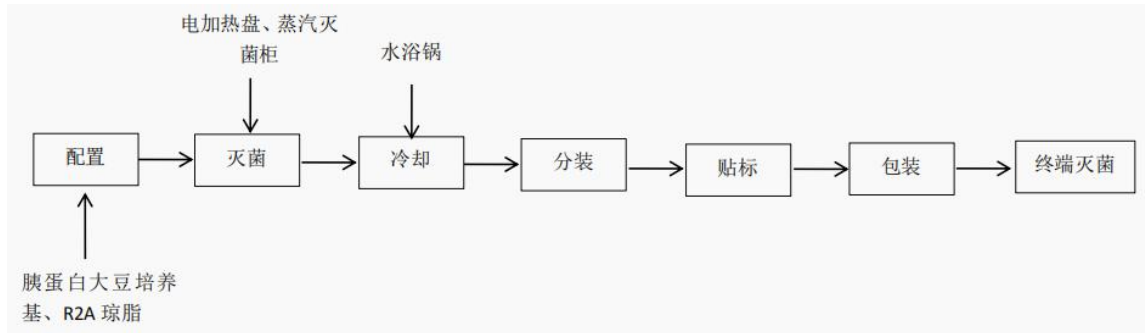 电加热盘、蒸汽灭
菌柜
水浴锅
配置
灭菌
冷却
分装
贴标
包装
终端灭菌
胰蛋白大豆培养
基、R2A 琼脂